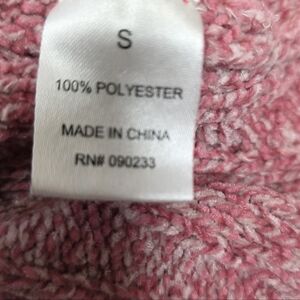 S
100% POLYESTER
MADE IN CHINA
RN# 090233